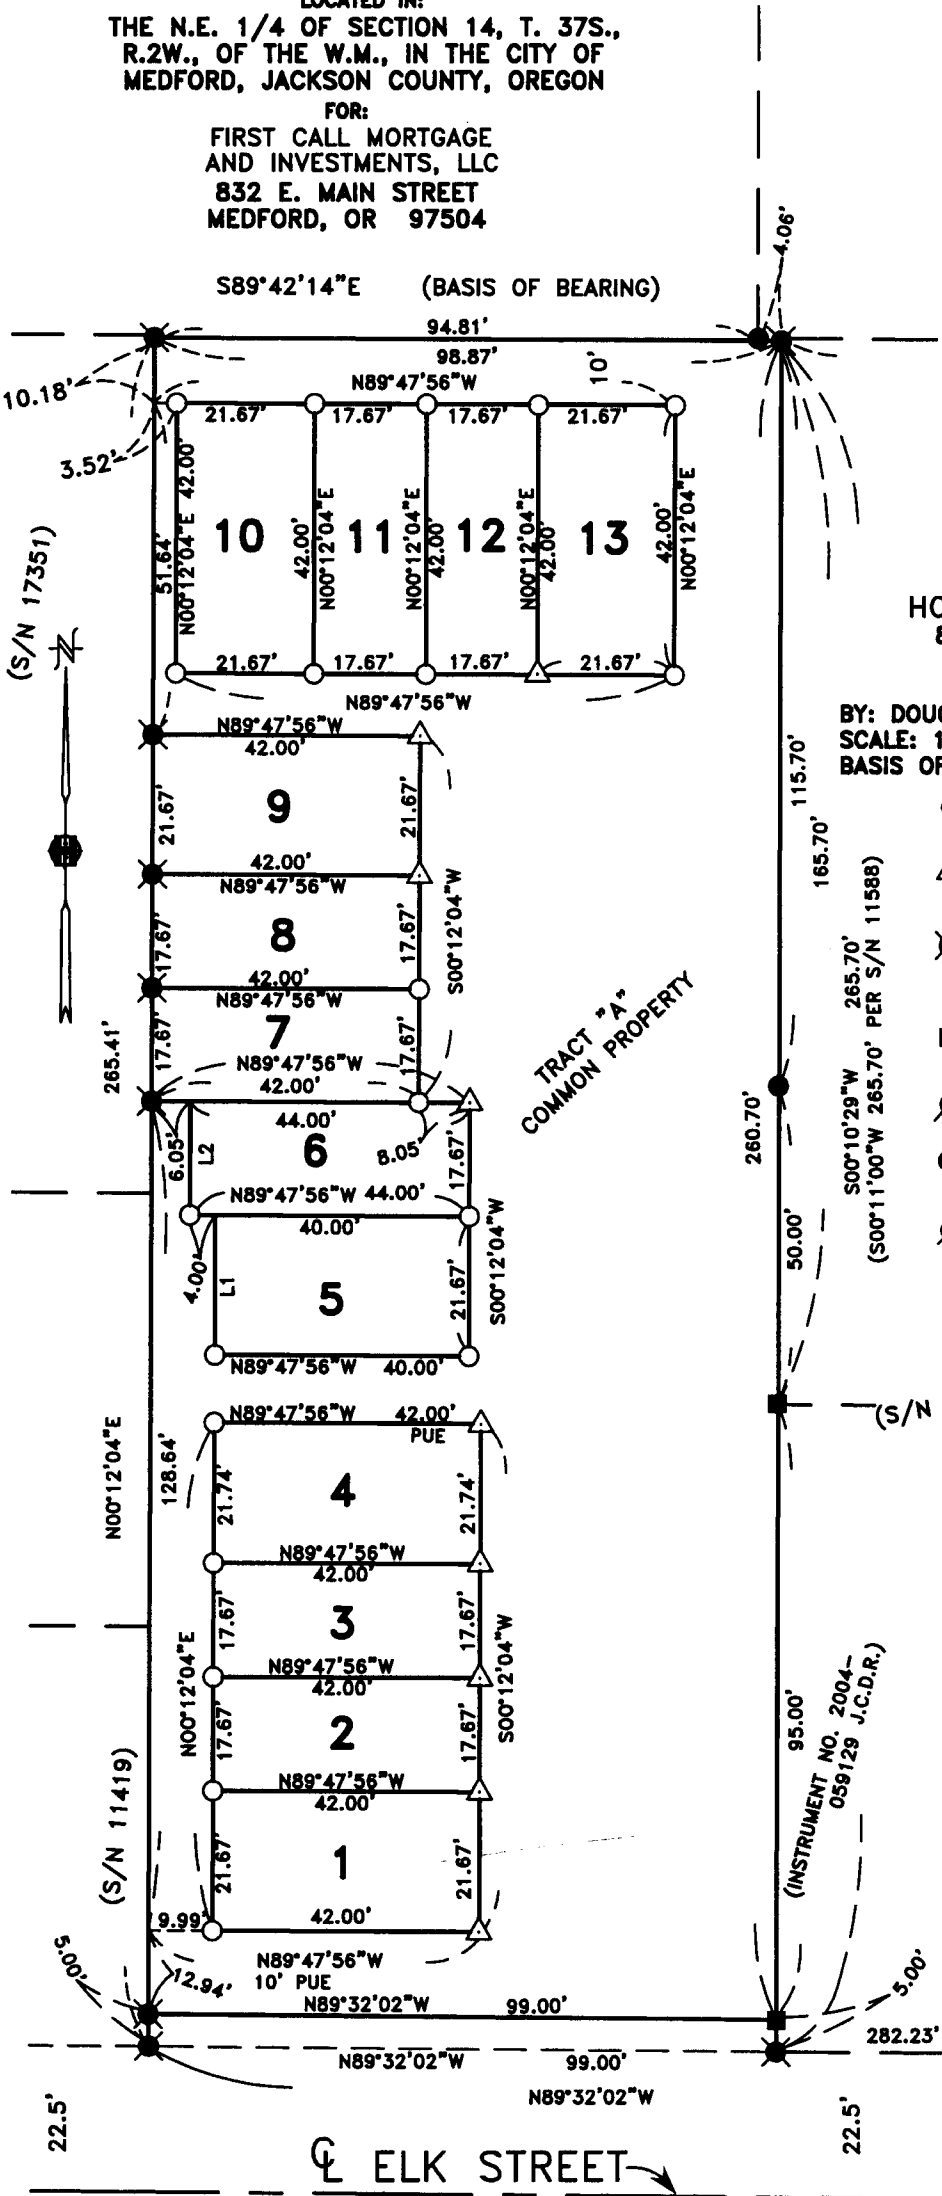 LOCATED IN:
THE N.E. 1/4 OF SECTION 14, T. 37S.,
R.2W., OF THE W.M., IN THE CITY OF
MEDFORD, JACKSON COUNTY, OREGON
FOR:
FIRST CALL MORTGAGE
AND INVESTMENTS, LLC
832 E. MAIN STREET
MEDFORD, OR 97504
4.06'
S89°42'14"E (BASIS OF BEARING)
94.81'
98.87'
10'
N89°47'56"W
10.18'
21.67' 17.67' 17.67' 21.67'
3.52'
42.00'
51.64'
N00°12'04"E
10
42.00'
N00°12'04"E
11
N00°12'04"E
42.00'
12
N00°12'04"E
42.00'
13
42.00'
N00°12'04"E
(S/N 17351)
N
21.67' 17.67' 17.67' 21.67'
N89°47'56"W
HO
8
BY: DOUG
SCALE: 1
BASIS OF
N89°47'56"W
42.00'
21.67'
9
21.67'
115.70'
165.70'
42.00'
N89°47'56"W
17.67'
8
17.67'
S00°12'04"W
S00°10'29"W 265.70'
(S00°11'00"W 265.70' PER S/N 11588)
42.00'
N89°47'56"W
17.67'
7
17.67'
TRACT "A"
COMMON PROPERTY
265.41'
N89°47'56"W
42.00'
44.00'
6.05'
L2
6
8.05'
17.67'
260.70'
N89°47'56"W 44.00'
40.00'
4.00'
L1
5
21.67'
S00°12'04"W
50.00'
N89°47'56"W 40.00'
(S/N
N89°47'56"W 42.00'
PUE
N00°12'04"E
128.64'
21.74'
4
21.74'
N89°47'56"W
42.00'
17.67'
3
17.67'
N00°12'04"E
S00°12'04"W
N89°47'56"W
42.00'
17.67'
2
17.67'
95.00'
(INSTRUMENT NO. 2004-
059129 J.C.D.R.)
N89°47'56"W
42.00'
(S/N 11419)
21.67'
1
21.67'
9.99'
42.00'
5.00'
12.94'
N89°47'56"W
10' PUE
5.00'
N89°32'02"W 99.00'
282.23'
N89°32'02"W 99.00'
N89°32'02"W
22.5'
22.5'
℄ ELK STREET